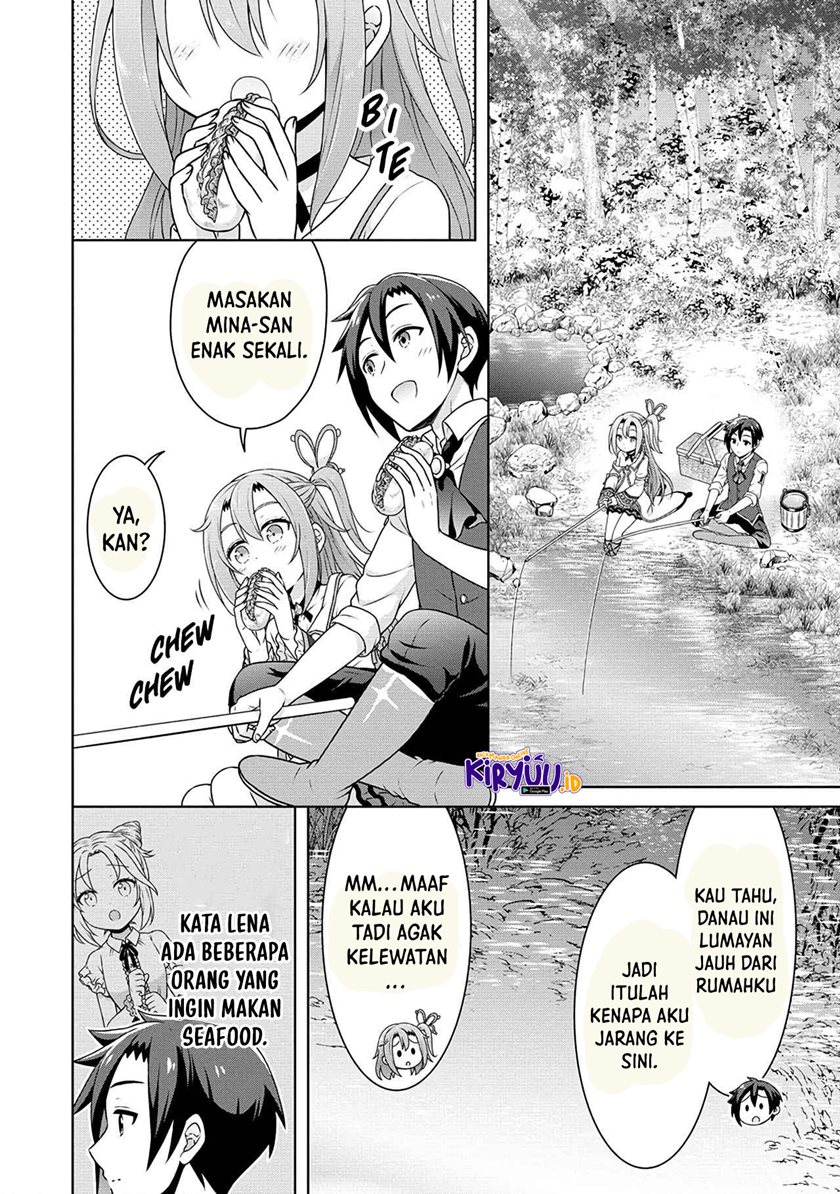 BI
TE
MASAKAN
MINA-SAN
ENAK SEKALI.
YA,
KAN?
CHEW
CHEW
KIRYUU.id
KAU TAHU,
DANAU INI
LUMAYAN
JAUH DARI
RUMAHKU
JADI
ITULAH
KENAPA AKU
JARANG KE
SINI.
MM...MAAF
KALAU AKU
TADI AGAK
KELEWATAN
...
KATA LENA
ADA BEBERAPA
ORANG YANG
INGIN MAKAN
SEAFOOD.